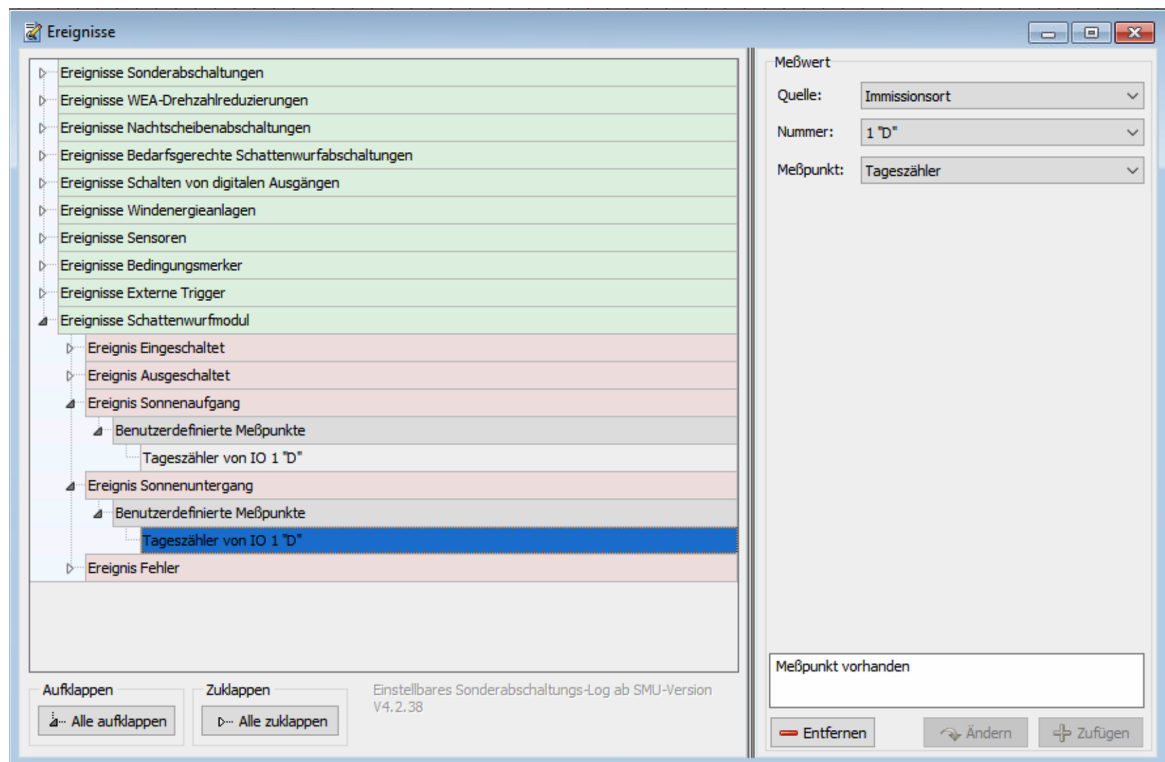 Ereignisse
Ereignisse Sonderabschaltungen
Ereignisse WEA-Drehzahlreduzierungen
Ereignisse Nachtscheibenabschaltungen
Ereignisse Bedarfsgerechte Schattenwurfabschaltungen
Ereignisse Schalten von digitalen Ausgängen
Ereignisse Windenergieanlagen
Ereignisse Sensoren
Ereignisse Bedingungsmerker
Ereignisse Externe Trigger
Ereignisse Schattenwurfmodul
Ereignis Eingeschaltet
Ereignis Ausgeschaltet
Ereignis Sonnenaufgang
Benutzerdefinierte Meßpunkte
Tageszähler von IO 1 "D"
Ereignis Sonnenuntergang
Benutzerdefinierte Meßpunkte
Tageszähler von IO 1 "D"
Ereignis Fehler
Aufklappen
Alle aufklappen
Zuklappen
Alle zuklappen
Einstellbares Sonderabschaltungs-Log ab SMU-Version
V4.2.38
Meßwert
Quelle: Immissionsort
Nummer: 1 "D"
Meßpunkt: Tageszähler
Meßpunkt vorhanden
Entfernen
Ändern
Zufügen